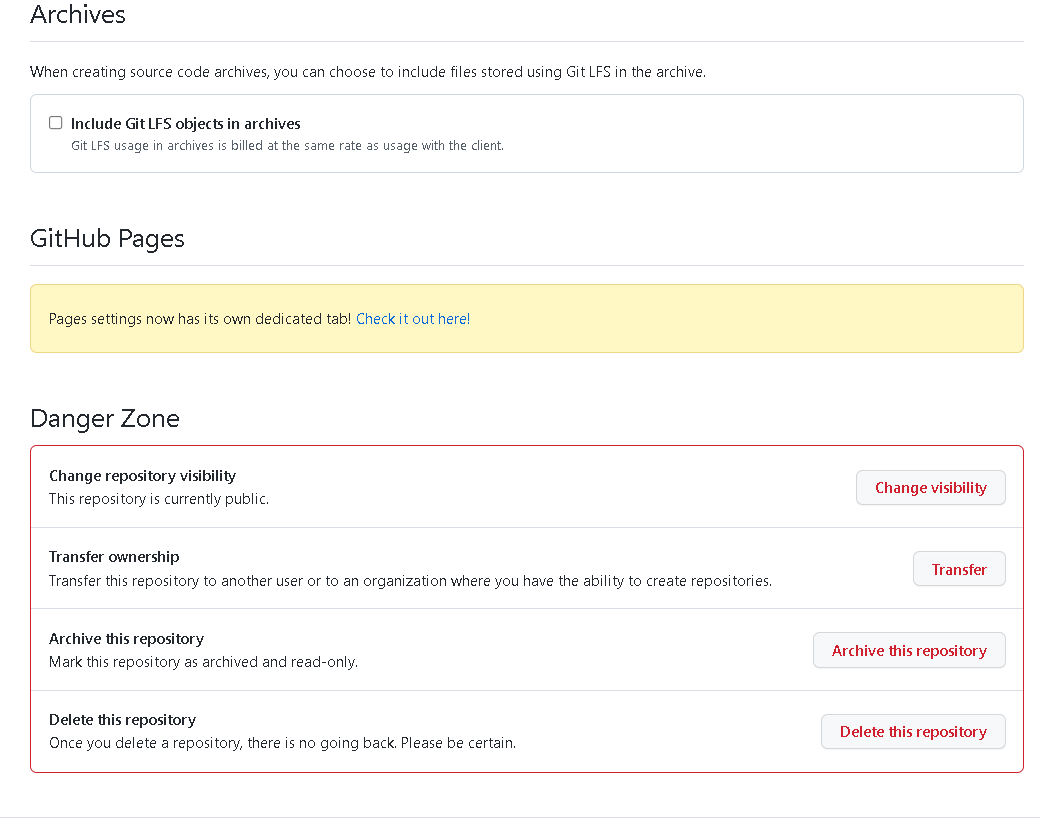 Archives
When creating source code archives, you can choose to include files stored using Git LFS in the archive.
Include Git LFS objects in archives
Git LFS usage in archives is billed at the same rate as usage with the client.
GitHub Pages
Pages settings now has its own dedicated tab! Check it out here!
Danger Zone
Change repository visibility
This repository is currently public.
Change visibility
Transfer ownership
Transfer this repository to another user or to an organization where you have the ability to create repositories.
Transfer
Archive this repository
Mark this repository as archived and read-only.
Archive this repository
Delete this repository
Once you delete a repository, there is no going back. Please be certain.
Delete this repository